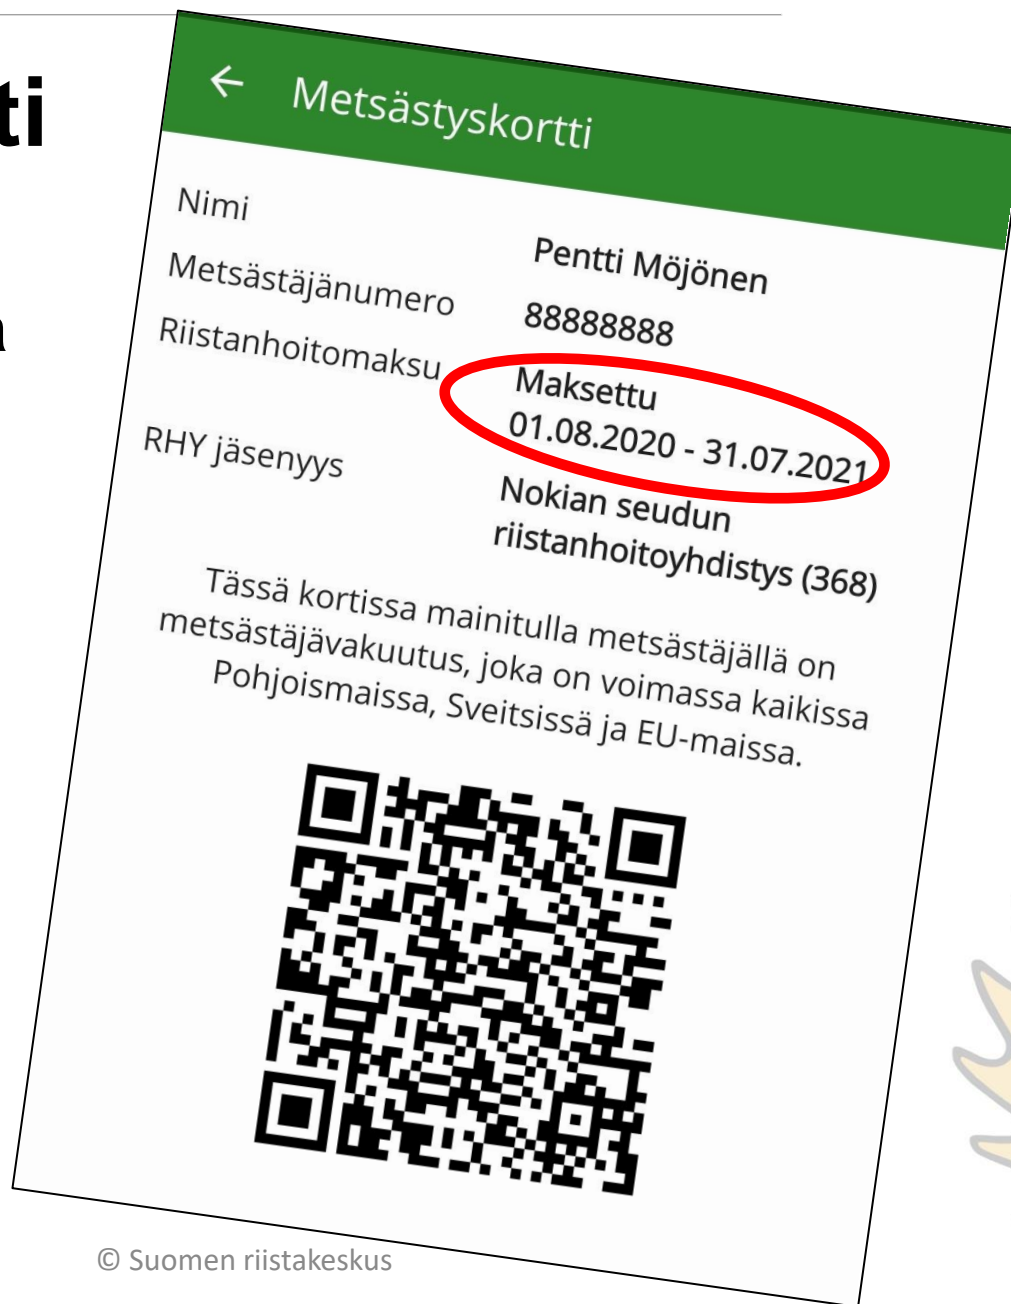 ti
a
Metsästyskortti
Nimi
Pentti Möjönen
Metsästäjänumero
88888888
Riistanhoitomaksu
Maksettu
01.08.2020 - 31.07.2021
RHY jäsenyys
Nokian seudun
riistanhoitoyhdistys (368)
Tässä kortissa mainitulla metsästäjällä on
metsästäjävakuutus, joka on voimassa kaikissa
Pohjoismaissa, Sveitsissä ja EU-maissa.
© Suomen riistakeskus